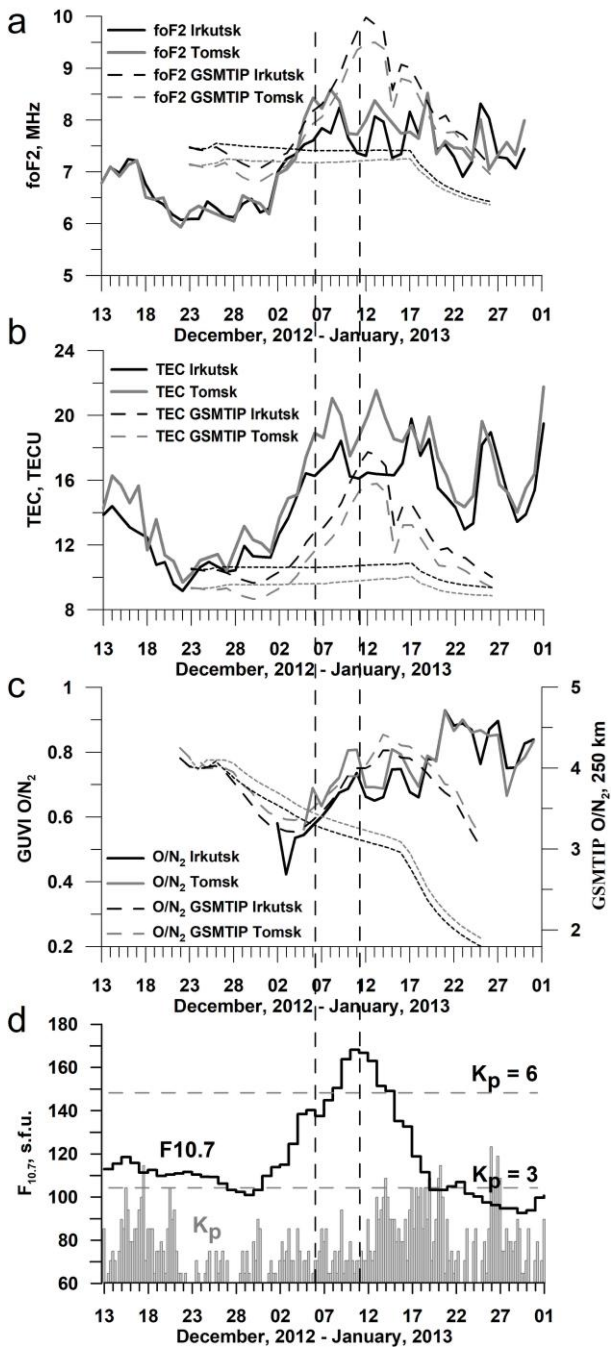 a
10
9
8
7
6
5
foF2, MHz
foF2 Irkutsk
foF2 Tomsk
foF2 GSMTIP Irkutsk
foF2 GSMTIP Tomsk
13 18 22 28 02 07 12 17 22 27 01
December, 2012 - January, 2013
b
24
20
16
12
8
TEC, TECU
TEC Irkutsk
TEC Tomsk
TEC GSMTIP Irkutsk
TEC GSMTIP Tomsk
13 18 22 28 02 07 12 17 22 27 01
December, 2012 - January, 2013
c
1
0.8
0.6
0.4
0.2
GUVI O/N2
5
4
3
2
GSMTIP O/N2, 250 km
O/N2 Irkutsk
O/N2 Tomsk
O/N2 GSMTIP Irkutsk
O/N2 GSMTIP Tomsk
13 18 22 28 02 07 12 17 22 27 01
December, 2012 - January, 2013
d
180
160
140
120
100
80
60
F10.7, s.f.u.
Kp = 6
F10.7
Kp = 3
Kp
13 18 22 28 02 07 12 17 22 27 01
December, 2012 - January, 2013